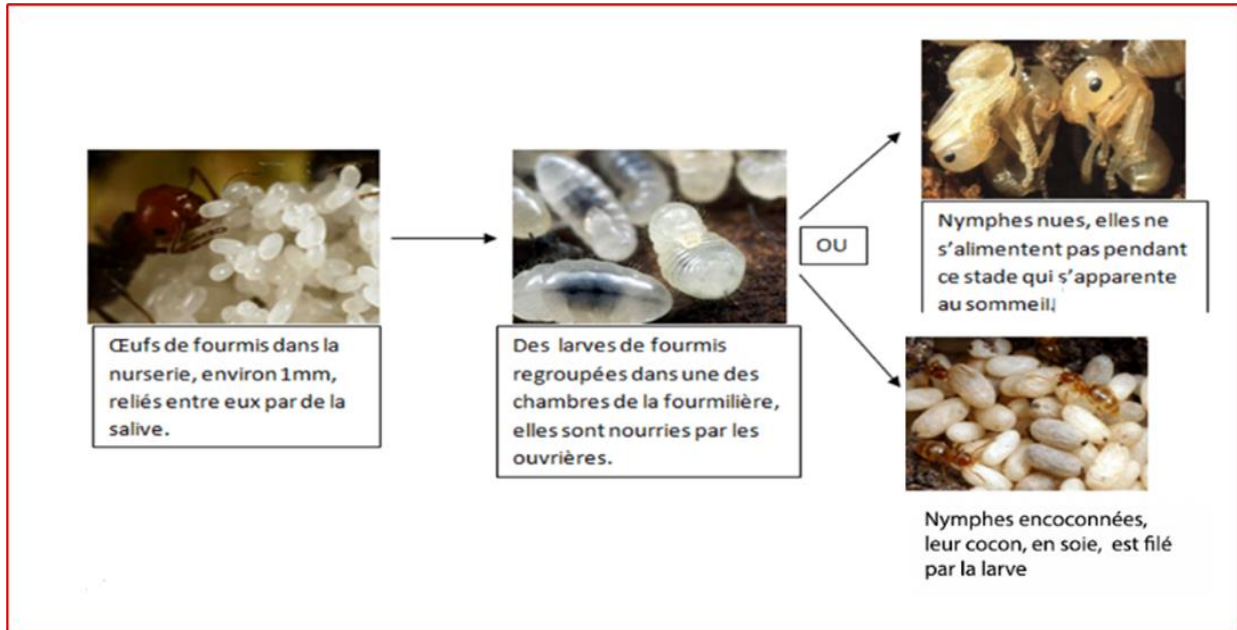 Œufs de fourmis dans la
nurserie, environ 1mm,
reliés entre eux par de la
salive.
Des larves de fourmis
regroupées dans une des
chambres de la fourmilière,
elles sont nourries par les
ouvrières.
OU
Nymphes nues, elles ne
s’alimentent pas pendant
ce stade qui s’apparente
au sommeil.
Nymphes encoconnées,
leur cocon, en soie, est filé
par la larve